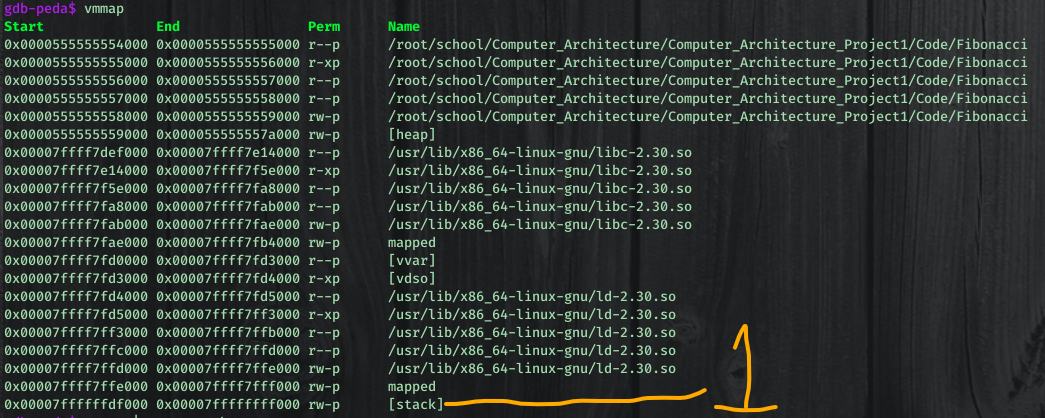 gdb-peda$ vmmap
Start End Perm Name
0x0000555555554000 0x0000555555555000 r--p /root/school/Computer_Architecture/Computer_Architecture_Project1/Code/Fibonacci
0x0000555555555000 0x0000555555556000 r-xp /root/school/Computer_Architecture/Computer_Architecture_Project1/Code/Fibonacci
0x0000555555556000 0x0000555555557000 r--p /root/school/Computer_Architecture/Computer_Architecture_Project1/Code/Fibonacci
0x0000555555557000 0x0000555555558000 r--p /root/school/Computer_Architecture/Computer_Architecture_Project1/Code/Fibonacci
0x0000555555558000 0x0000555555559000 rw-p /root/school/Computer_Architecture/Computer_Architecture_Project1/Code/Fibonacci
0x0000555555559000 0x000055555557a000 rw-p [heap]
0x00007ffff7def000 0x00007ffff7e14000 r--p /usr/lib/x86_64-linux-gnu/libc-2.30.so
0x00007ffff7e14000 0x00007ffff7f5e000 r-xp /usr/lib/x86_64-linux-gnu/libc-2.30.so
0x00007ffff7f5e000 0x00007ffff7fa8000 r--p /usr/lib/x86_64-linux-gnu/libc-2.30.so
0x00007ffff7fa8000 0x00007ffff7fab000 r--p /usr/lib/x86_64-linux-gnu/libc-2.30.so
0x00007ffff7fab000 0x00007ffff7fae000 rw-p /usr/lib/x86_64-linux-gnu/libc-2.30.so
0x00007ffff7fae000 0x00007ffff7fb4000 rw-p mapped
0x00007ffff7fd0000 0x00007ffff7fd3000 r--p [vvar]
0x00007ffff7fd3000 0x00007ffff7fd4000 r-xp [vdso]
0x00007ffff7fd4000 0x00007ffff7fd5000 r--p /usr/lib/x86_64-linux-gnu/ld-2.30.so
0x00007ffff7fd5000 0x00007ffff7ff3000 r-xp /usr/lib/x86_64-linux-gnu/ld-2.30.so
0x00007ffff7ff3000 0x00007ffff7ffb000 r--p /usr/lib/x86_64-linux-gnu/ld-2.30.so
0x00007ffff7ffc000 0x00007ffff7ffd000 r--p /usr/lib/x86_64-linux-gnu/ld-2.30.so
0x00007ffff7ffd000 0x00007ffff7ffe000 rw-p /usr/lib/x86_64-linux-gnu/ld-2.30.so
0x00007ffff7ffe000 0x00007ffff7fff000 rw-p mapped
0x00007ffffffdf000 0x00007ffffffff000 rw-p [stack] 1